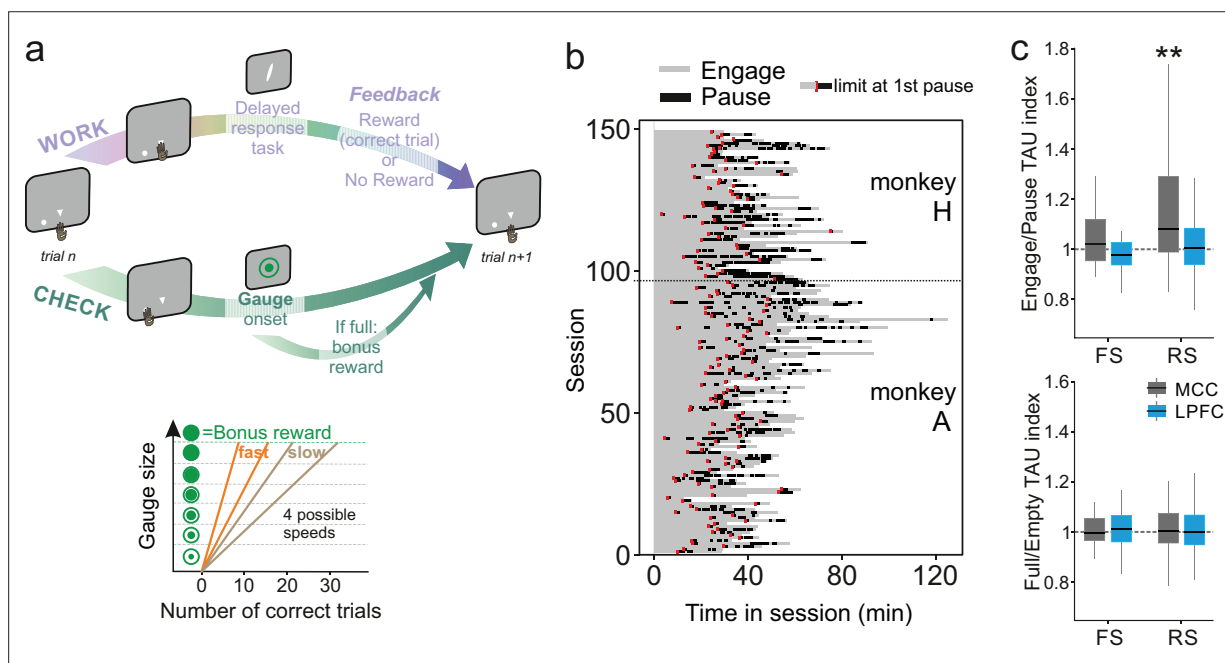 a
WORK
Delayed
response
task
Feedback
Reward
(correct trial)
or
No Reward
trial n
trial n+1
CHECK
Gauge
onset
If full:
bonus
reward
=Bonus reward
fast
slow
4 possible
speeds
Gauge size
0 10 20 30
Number of correct trials
b
Engage
Pause
limit at 1st pause
150
100
50
0
Session
monkey
H
monkey
A
0 40 80 120
Time in session (min)
c
**
1.8
1.6
1.4
1.2
1
0.8
Engage/Pause TAU index
FS RS
MCC
LPFC
1.6
1.4
1.2
1
0.8
Full/Empty TAU index
FS RS